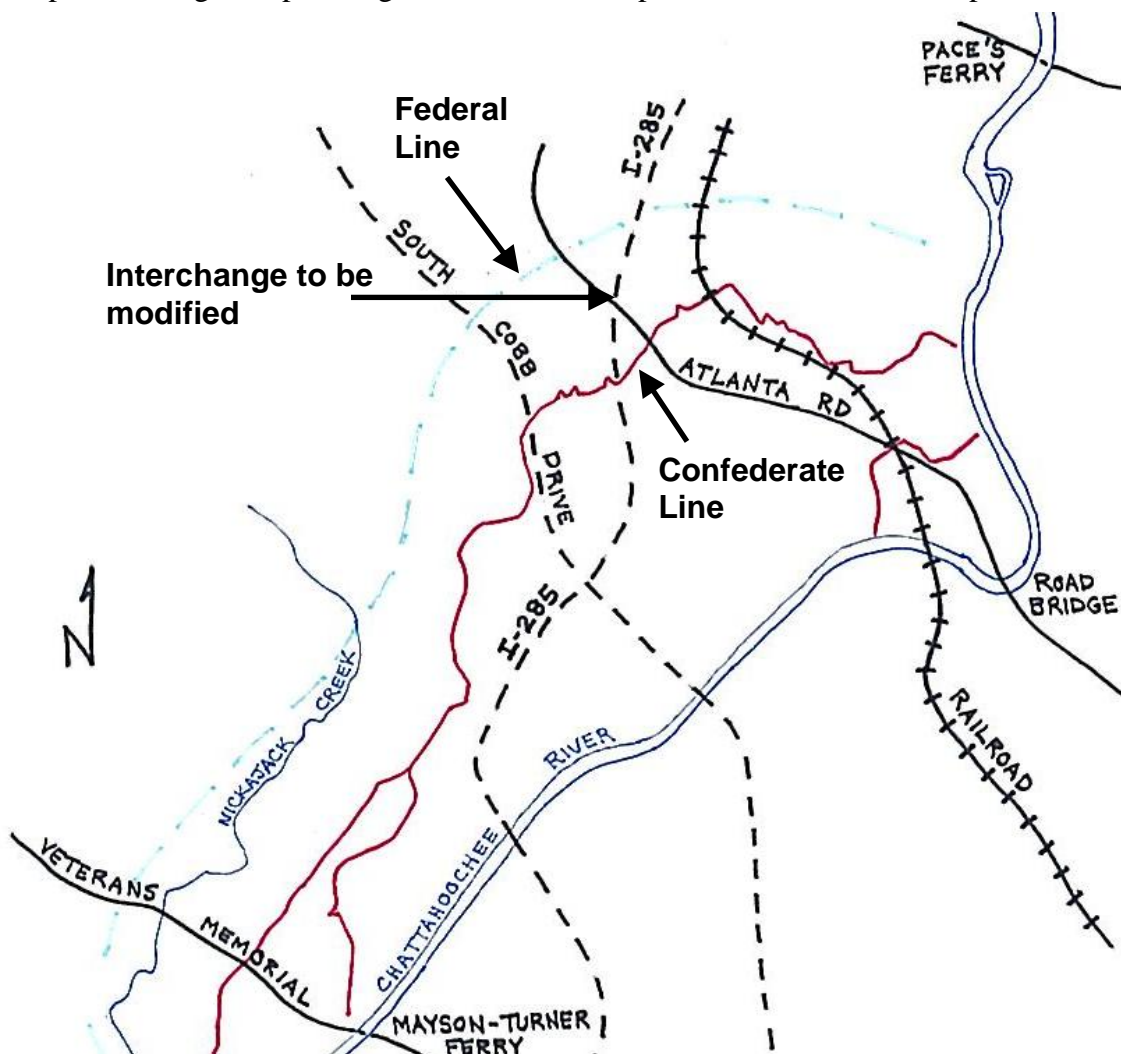 PACE'S
FERRY
Federal
Line
I-285
SOUTH
COBB
DRIVE
Interchange to be
modified
ATLANTA RD
Confederate
Line
ROAD
BRIDGE
I-285
N
NICKAJACK CREEK
RIVER
RAILROAD
CHATTAHOOCHEE
VETERANS
MEMORIAL
MAYSON-TURNER
FERRY